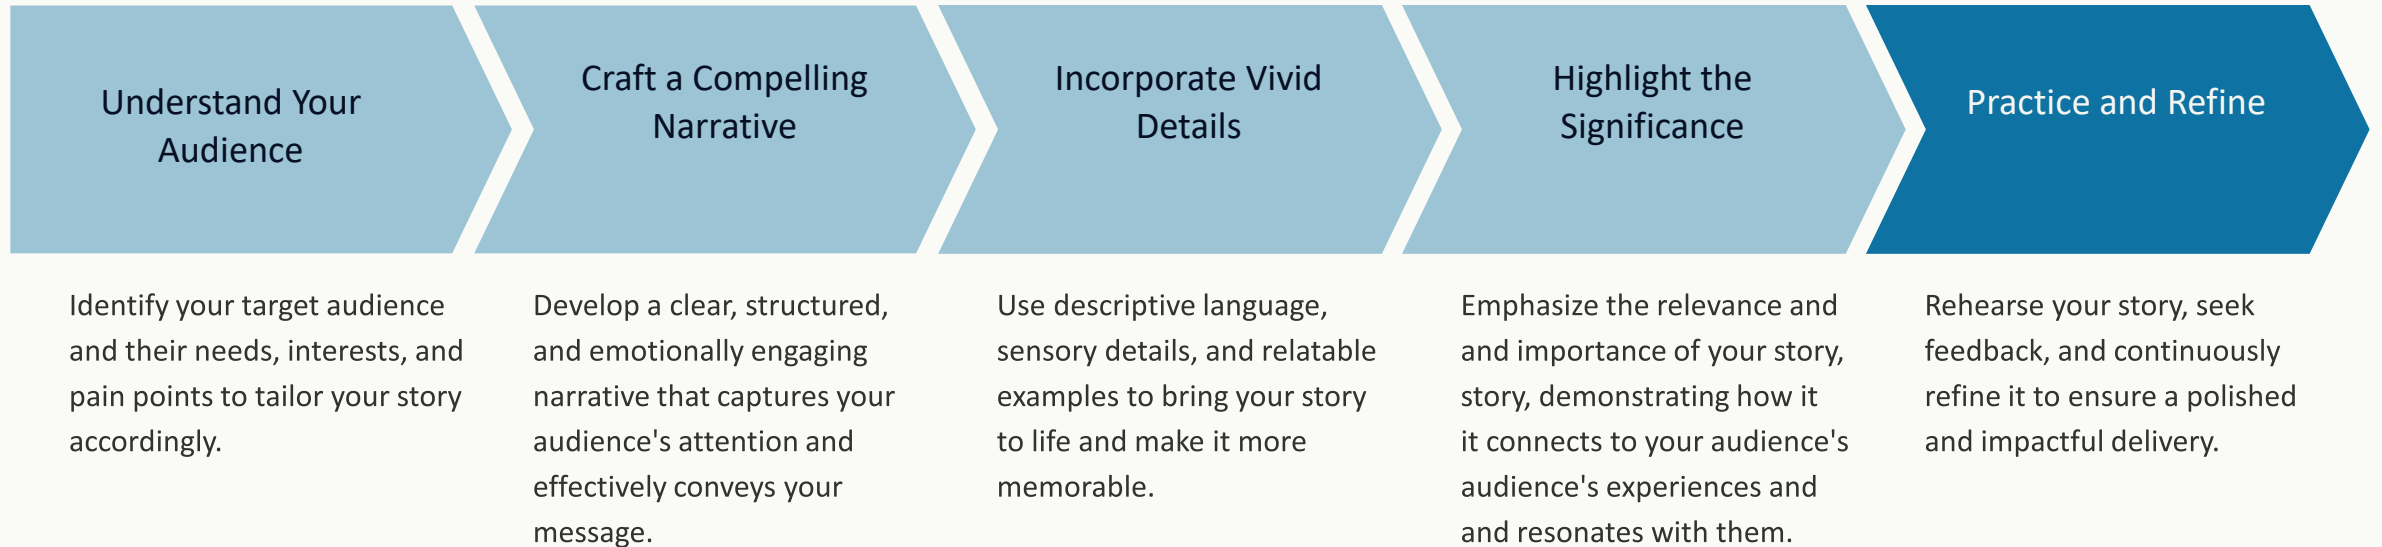 Understand Your
Audience
Craft a Compelling
Narrative
Incorporate Vivid
Details
Highlight the
Significance
Practice and Refine
Identify your target audience
and their needs, interests, and
pain points to tailor your story
accordingly.
Develop a clear, structured,
and emotionally engaging
narrative that captures your
audience's attention and
effectively conveys your
message.
Use descriptive language,
sensory details, and relatable
examples to bring your story
to life and make it more
memorable.
Emphasize the relevance and
and importance of your story,
story, demonstrating how it
it connects to your audience's
audience's experiences and
and resonates with them.
Rehearse your story, seek
feedback, and continuously
refine it to ensure a polished
and impactful delivery.